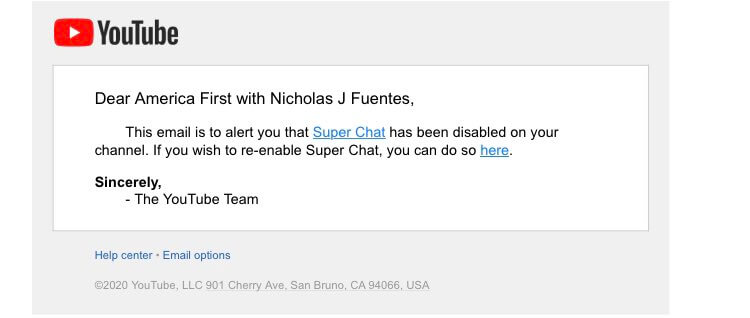 YouTube
Dear America First with Nicholas J Fuentes,
This email is to alert you that Super Chat has been disabled on your
channel. If you wish to re-enable Super Chat, you can do so here.
Sincerely,
- The YouTube Team
Help center • Email options
©2020 YouTube, LLC 901 Cherry Ave, San Bruno, CA 94066, USA